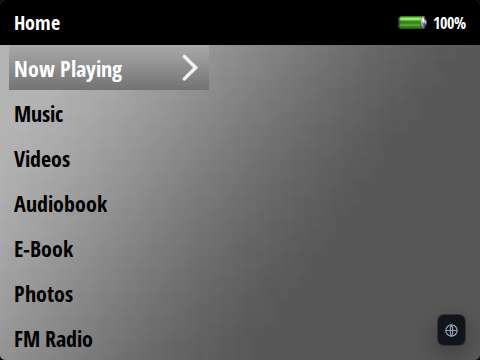 Home
100%
Now Playing
Music
Videos
Audiobook
E-Book
Photos
FM Radio